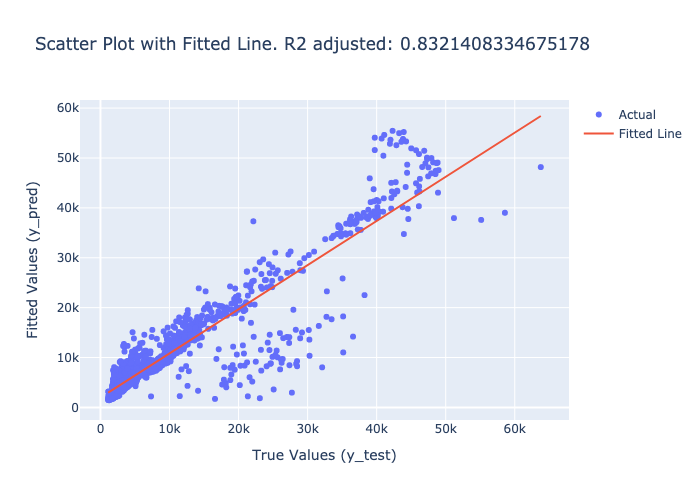 Scatter Plot with Fitted Line. R2 adjusted: 0.8321408334675178
60k
50k
40k
30k
20k
10k
0
Fitted Values (y_pred)
0
10k
20k
30k
40k
50k
60k
True Values (y_test)
Actual
Fitted Line